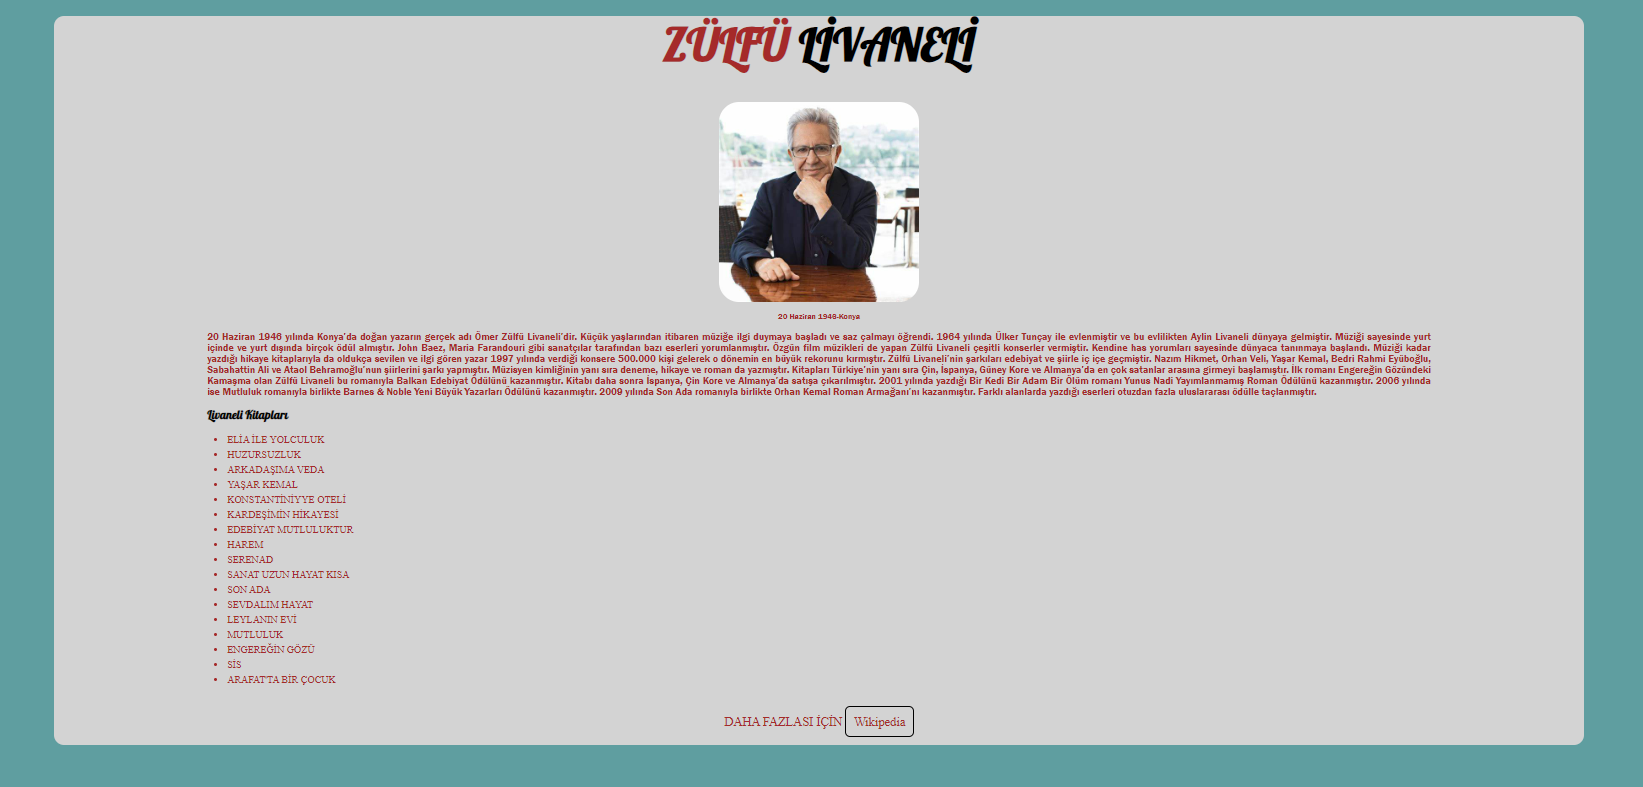 ZÜLFÜ LİVANELİ
20 Haziran 1946-Konya
20 Haziran 1946 yılında Konya'da doğan yazarın gerçek adı Ömer Zülfü Livaneli'dir. Küçük yaşlarından itibaren müziğe ilgi duymaya başladı ve saz çalmayı öğrendi. 1964 yılında Ülker Tunçay ile evlenmiştir ve bu evlilikten Aylin Livaneli dünyaya gelmiştir. Müziği sayesinde yurt
içinde ve yurt dışında birçok ödül almıştır. John Baez, Maria Farandouri gibi sanatçılar tarafından bazı eserleri yorumlanmıştır. Özgün film müzikleri de yapan Zülfü Livaneli çeşitli konserler vermiştir. Kendine has yorumları sayesinde dünyaca tanınmaya başlandı. Müziği kadar
yazdığı hikaye kitaplarıyla da oldukça sevilen ve ilgi gören yazar 1997 yılında verdiği konsere 500.000 kişi gelerek o dönemin en büyük rekorunu kırmıştır. Zülfü Livaneli'nin şarkıları edebiyat ve şiirle iç içe geçmiştir. Nazım Hikmet, Orhan Veli, Yaşar Kemal, Bedri Rahmi Eyüboğlu,
Sabahattin Ali ve Ataol Behramoğlu'nun şiirlerini şarkı yapmıştır. Müzisyen kimliğinin yanı sıra deneme, hikaye ve roman da yazmıştır. Kitapları Türkiye'nin yanı sıra Çin, İspanya, Güney Kore ve Almanya'da en çok satanlar arasına girmeyi başlamıştır. İlk romanı Engereğin Gözündeki
Kamaşma olan Zülfü Livaneli bu romanıyla Balkan Edebiyat Ödülünü kazanmıştır. Kitabı daha sonra İspanya, Çin Kore ve Almanya'da satışa çıkarılmıştır. 2001 yılında yazdığı Bir Kedi Bir Adam Bir Ölüm romanı Yunus Nadi Yayımlanmamış Roman Ödülünü kazanmıştır. 2006 yılında
ise Mutluluk romanıyla birlikte Barnes & Noble Yeni Büyük Yazarları Ödülünü kazanmıştır. 2009 yılında Son Ada romanıyla birlikte Orhan Kemal Roman Armağanı'nı kazanmıştır. Farklı alanlarda yazdığı eserleri otuzdan fazla uluslararası ödülle taçlanmıştır.
Livaneli Kitapları
• ELİA İLE YOLCULUK
• HUZURSUZLUK
• ARKADAŞIMA VEDA
• YAŞAR KEMAL
• KONSTANTİNİYYE OTELİ
• KARDEŞİMİN HİKAYESİ
• EDEBİYAT MUTLULUKTUR
• HAREM
• SERENAD
• SANAT UZUN HAYAT KISA
• SON ADA
• SEVDALIM HAYAT
• LEYLANIN EVİ
• MUTLULUK
• ENGEREĞİN GÖZÜ
• SİS
• ARAFAT'TA BİR ÇOCUK
DAHA FAZLASI İÇİN Wikipedia